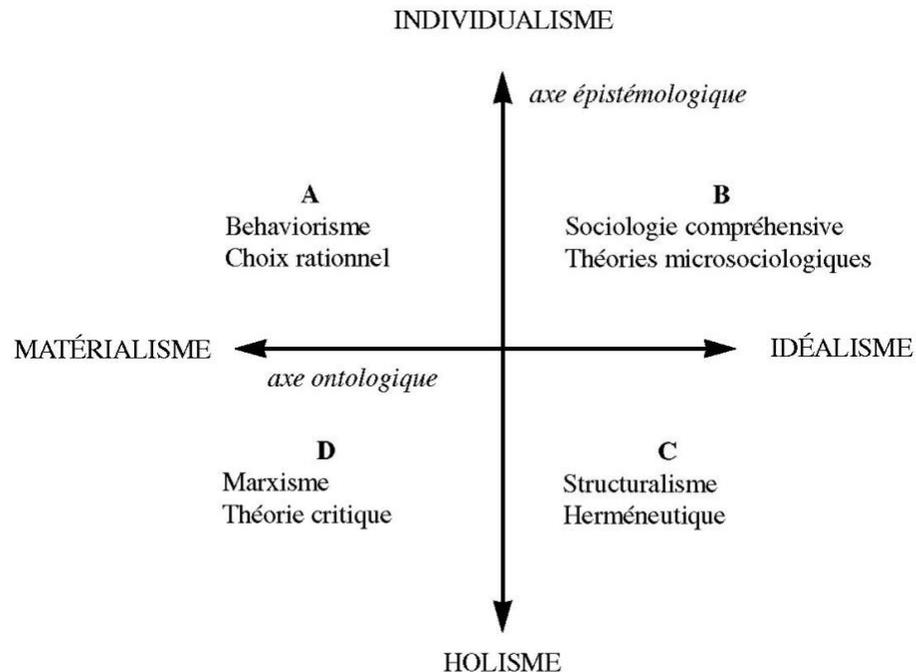 INDIVIDUALISME
axe épistémologique
A
Behaviorisme
Choix rationnel
B
Sociologie compréhensive
Théories microsociologiques
MATÉRIALISME
IDÉALISME
axe ontologique
D
Marxisme
Théorie critique
C
Structuralisme
Herméneutique
HOLISME